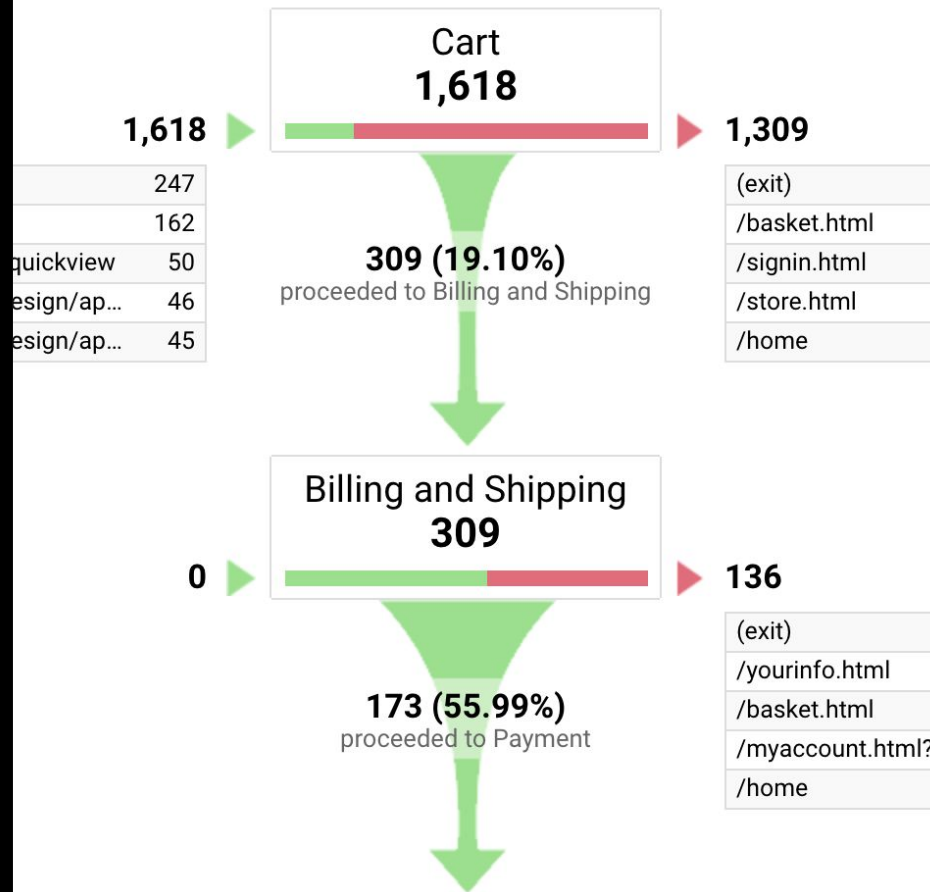 Cart
1,618
1,618
1,309
247
162
quickview 50
esign/ap... 46
esign/ap... 45
(exit)
/basket.html
/signin.html
/store.html
/home
309 (19.10%)
proceeded to Billing and Shipping
Billing and Shipping
309
0
136
(exit)
/yourinfo.html
/basket.html
/myaccount.html?
/home
173 (55.99%)
proceeded to Payment